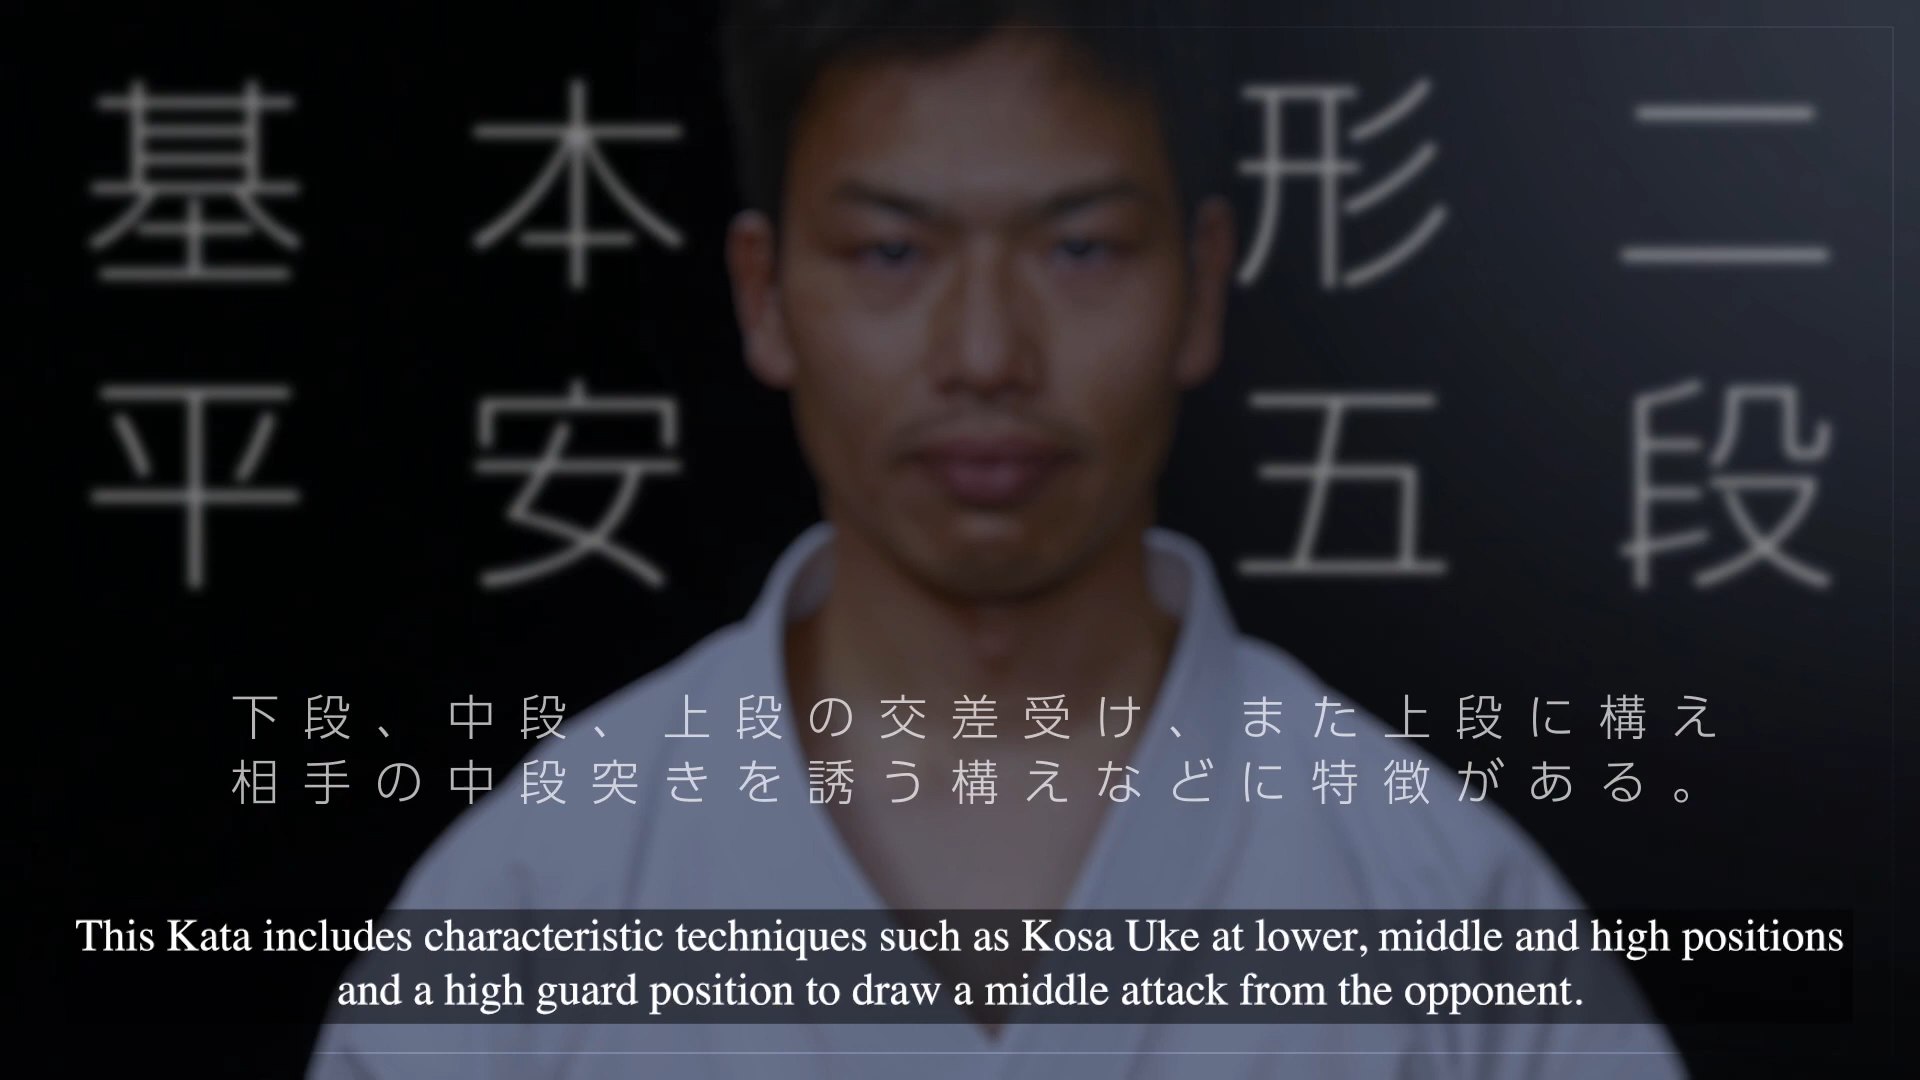 基本形二
平安五段
下段、中段、上段の交差受け、また上段に構え
相手の中段突きを誘う構えなどに特徴がある。
This Kata includes characteristic techniques such as Kosa Uke at lower, middle and high positions
and a high guard position to draw a middle attack from the opponent.